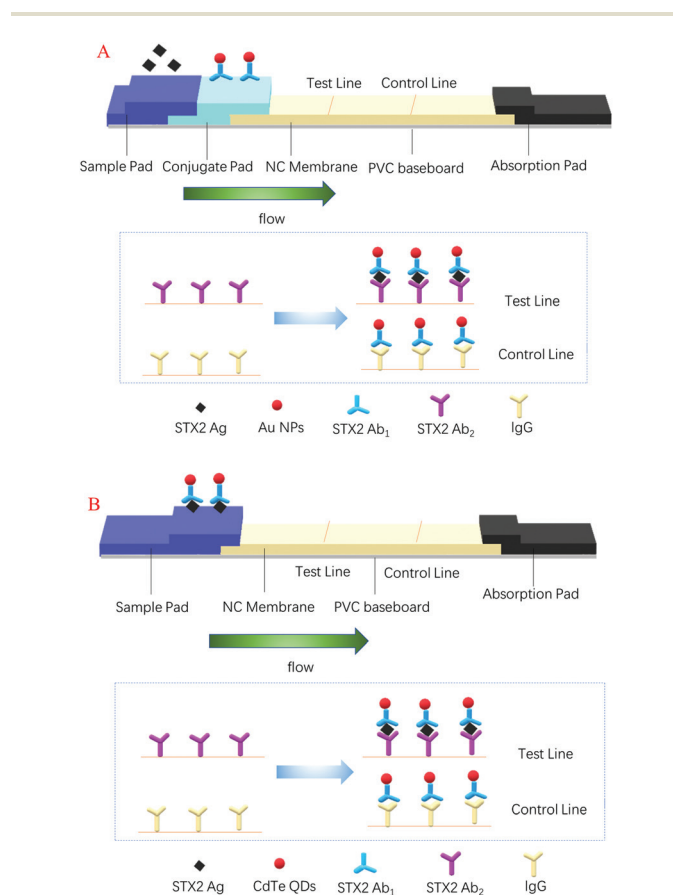 A
Test Line Control Line
Sample Pad Conjugate Pad NC Membrane PVC baseboard Absorption Pad
flow
Test Line
Control Line
STX2 Ag Au NPs STX2 Ab₁ STX2 Ab₂ IgG
B
Test Line Control Line
Sample Pad NC Membrane PVC baseboard Absorption Pad
flow
Test Line
Control Line
STX2 Ag CdTe QDs STX2 Ab₁ STX2 Ab₂ IgG